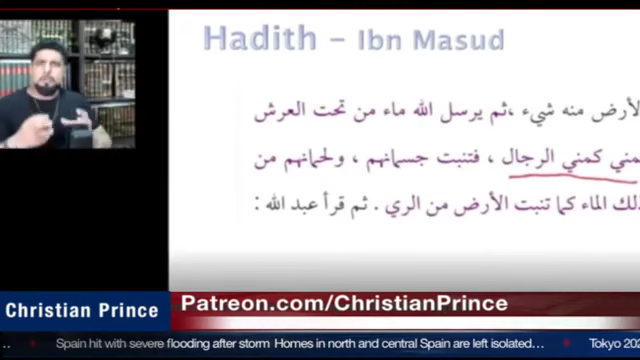 Hadith – Ibn Masud
الأرض منه شيء ، ثم يرسل الله ماء من تحت العرش
كمني الرجال ، فتنبت جسمانهم ، ولحمانهم من
الماء كما تنبت الأرض من الري . ثم قرأ عبد الله :
Christian Prince
Patreon.com/ChristianPrince
Spain hit with severe flooding after storm Homes in north and central Spain are left isolated…
Tokyo